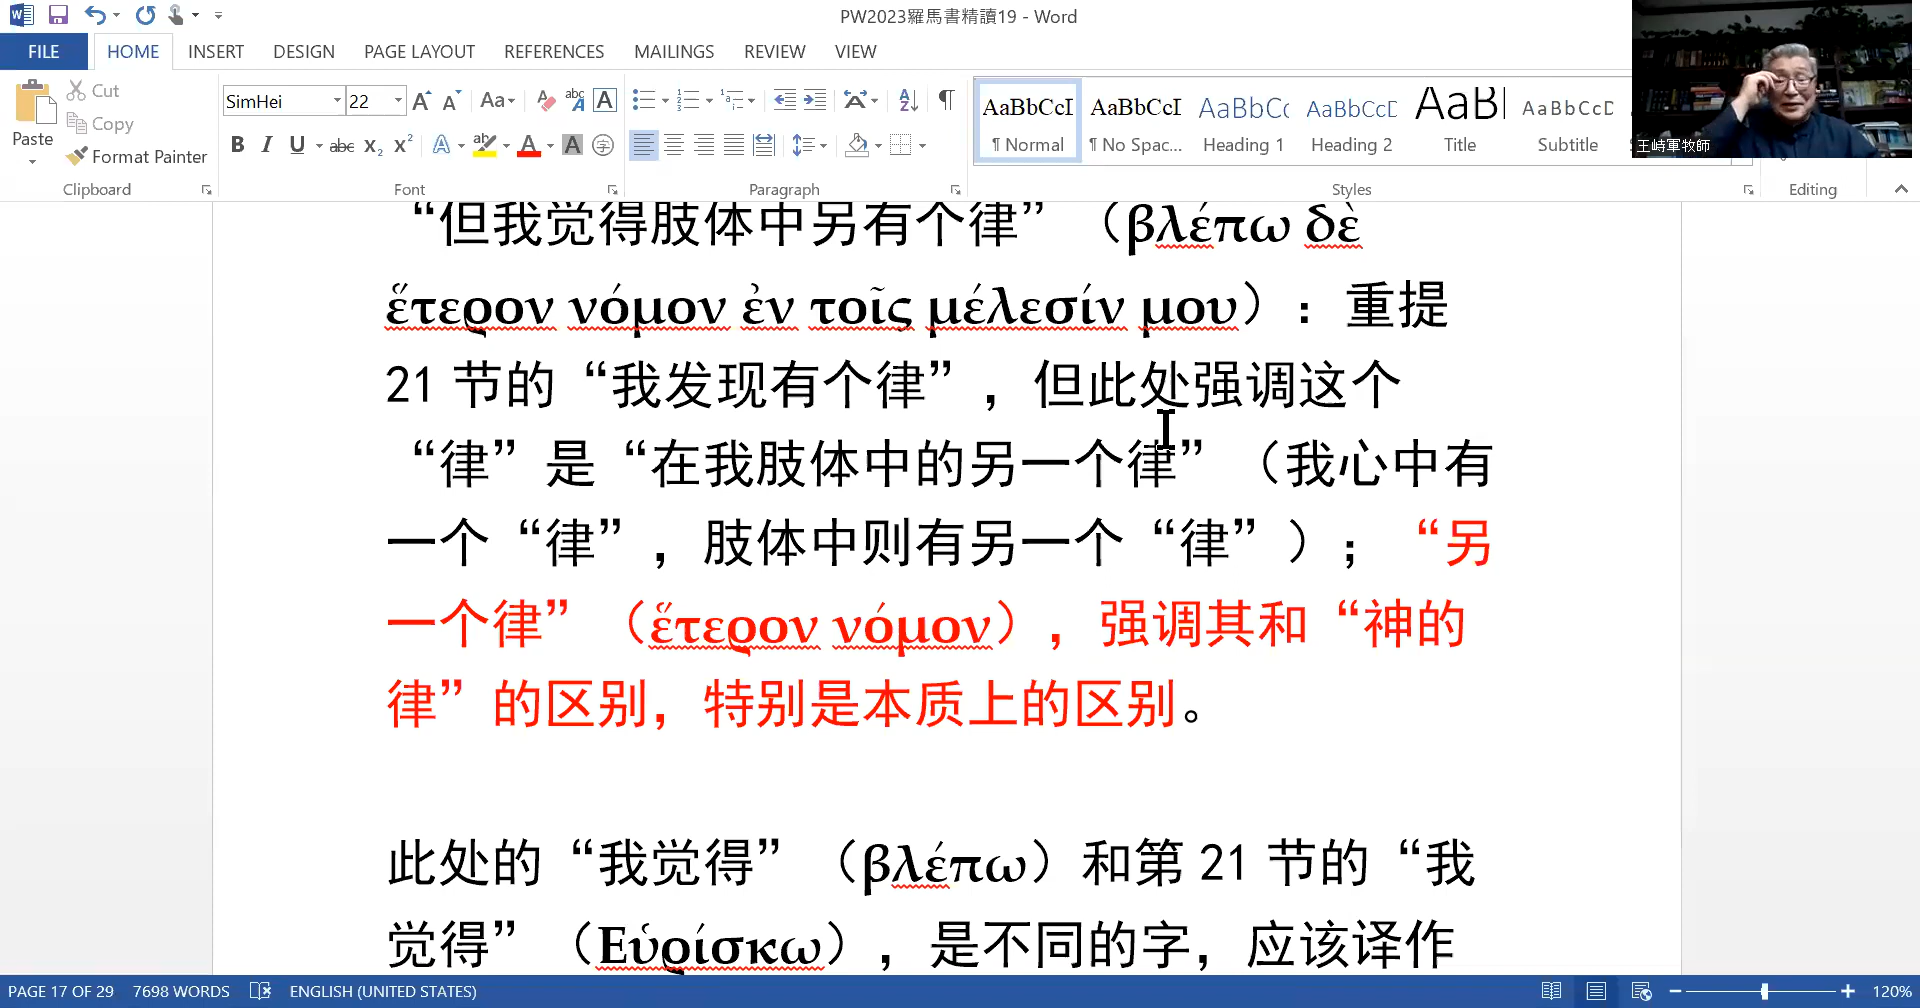 PW2023羅馬書精讀19 - Word
FILE HOME INSERT DESIGN PAGE LAYOUT REFERENCES MAILINGS REVIEW VIEW
Cut
Copy
Format Painter
Paste
SimHei 22
AaBbCcI AaBbCcI AaBbCc AaBbCcD AaBl AaBbCcD
¶ Normal ¶ No Spac... Heading 1 Heading 2 Title Subtitle
王峙軍牧師
Clipboard Font Paragraph Styles Editing
“但我觉得肢体中另有个律”（βλέπω δὲ
ἕτερον νόμον ἐν τοῖς μέλεσίν μου）：重提
21 节的“我发现有个律”，但此处强调这个
“律”是“在我肢体中的另一个律”（我心中有
一个“律”，肢体中则有另一个“律”）；“另
一个律”（ἕτερον νόμον），强调其和“神的
律”的区别，特别是本质上的区别。
此处的“我觉得”（βλέπω）和第 21 节的“我
觉得”（Εὑρίσκω），是不同的字，应该译作
PAGE 17 OF 29 7698 WORDS ENGLISH (UNITED STATES) 120%